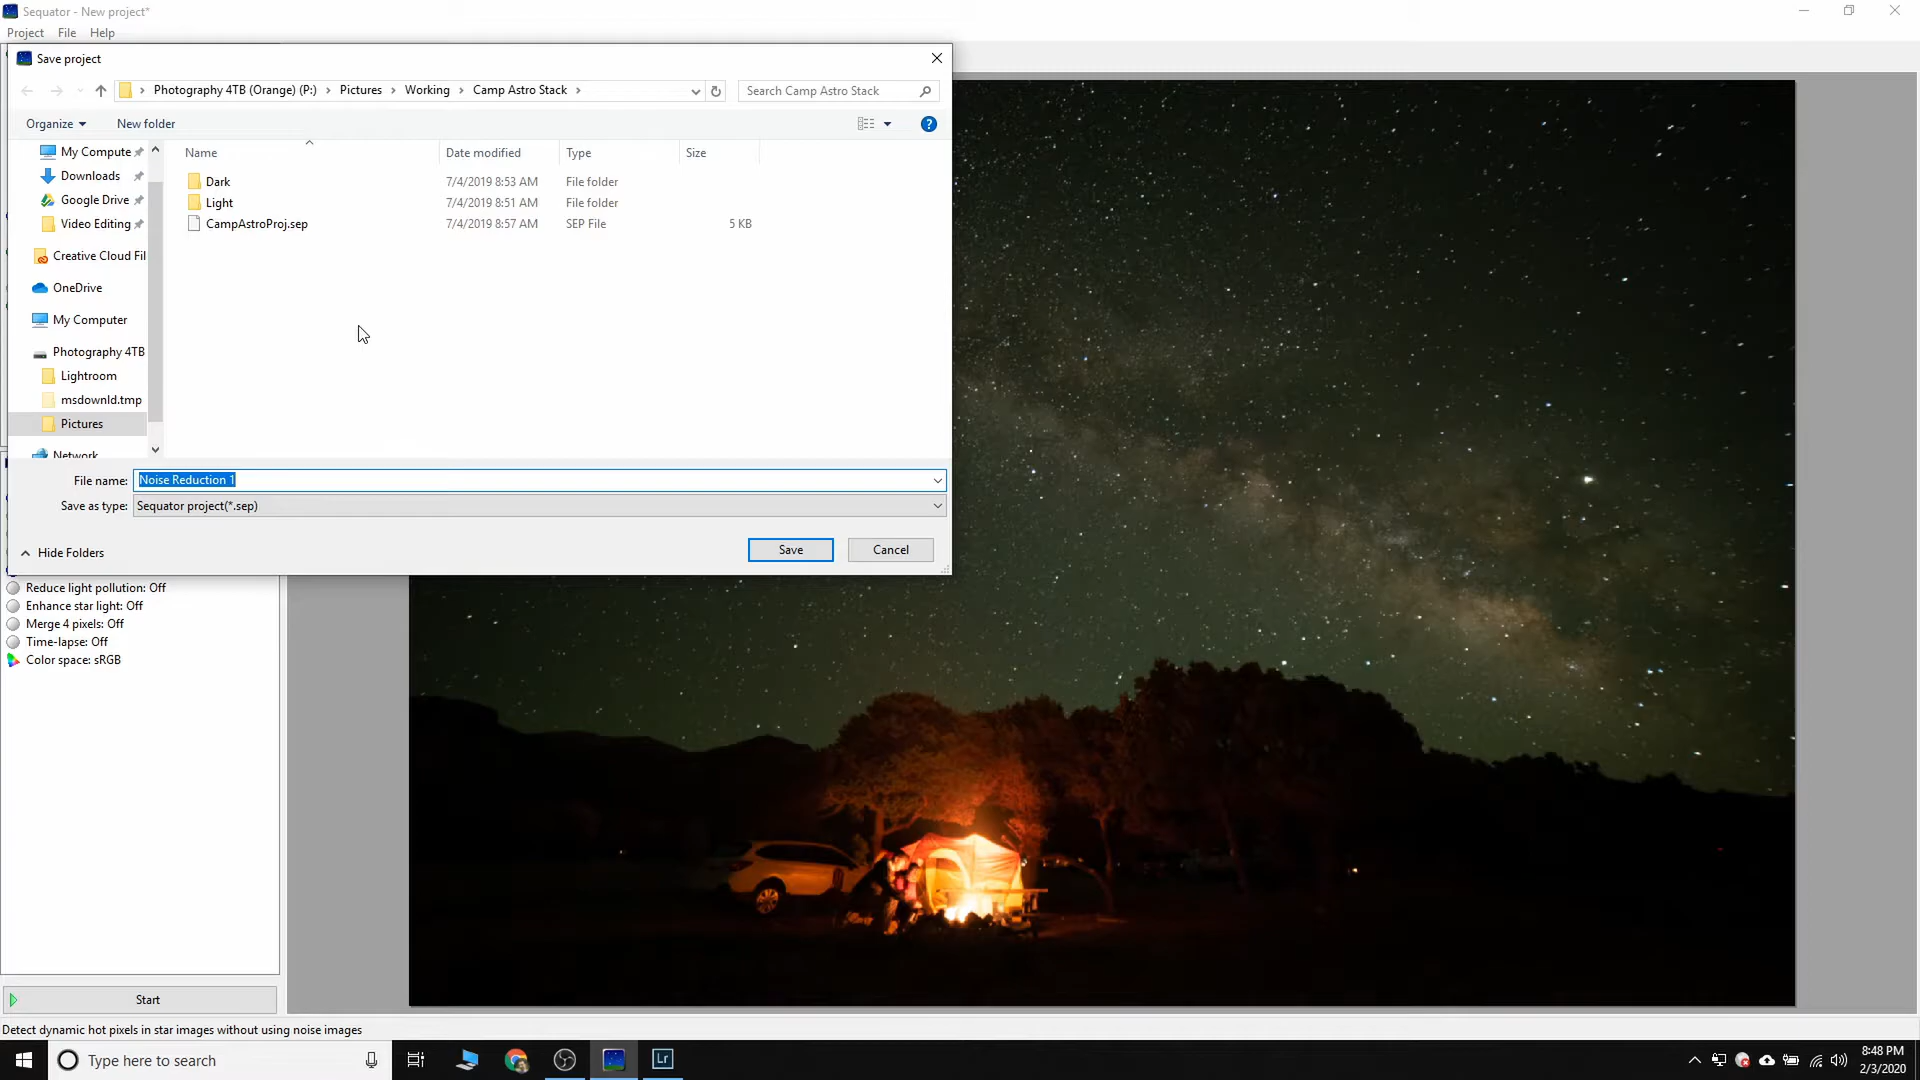 Sequator - New project*
Project File Help
Save project
Photography 4TB (Orange) (P:) › Pictures › Working › Camp Astro Stack ›
Search Camp Astro Stack
Organize
New folder
Name Date modified Type Size
Dark 7/4/2019 8:53 AM File folder
Light 7/4/2019 8:51 AM File folder
CampAstroProj.sep 7/4/2019 8:57 AM SEP File 5 KB
My Compute
Downloads
Google Drive
Video Editing
Creative Cloud Fil
OneDrive
My Computer
Photography 4TB
Lightroom
msdownld.tmp
Pictures
Network
File name: Noise Reduction 1
Save as type: Sequator project(*.sep)
Hide Folders
Save
Cancel
Reduce light pollution: Off
Enhance star light: Off
Merge 4 pixels: Off
Time-lapse: Off
Color space: sRGB
Start
Detect dynamic hot pixels in star images without using noise images
Type here to search
Lr
8:48 PM
2/3/2020